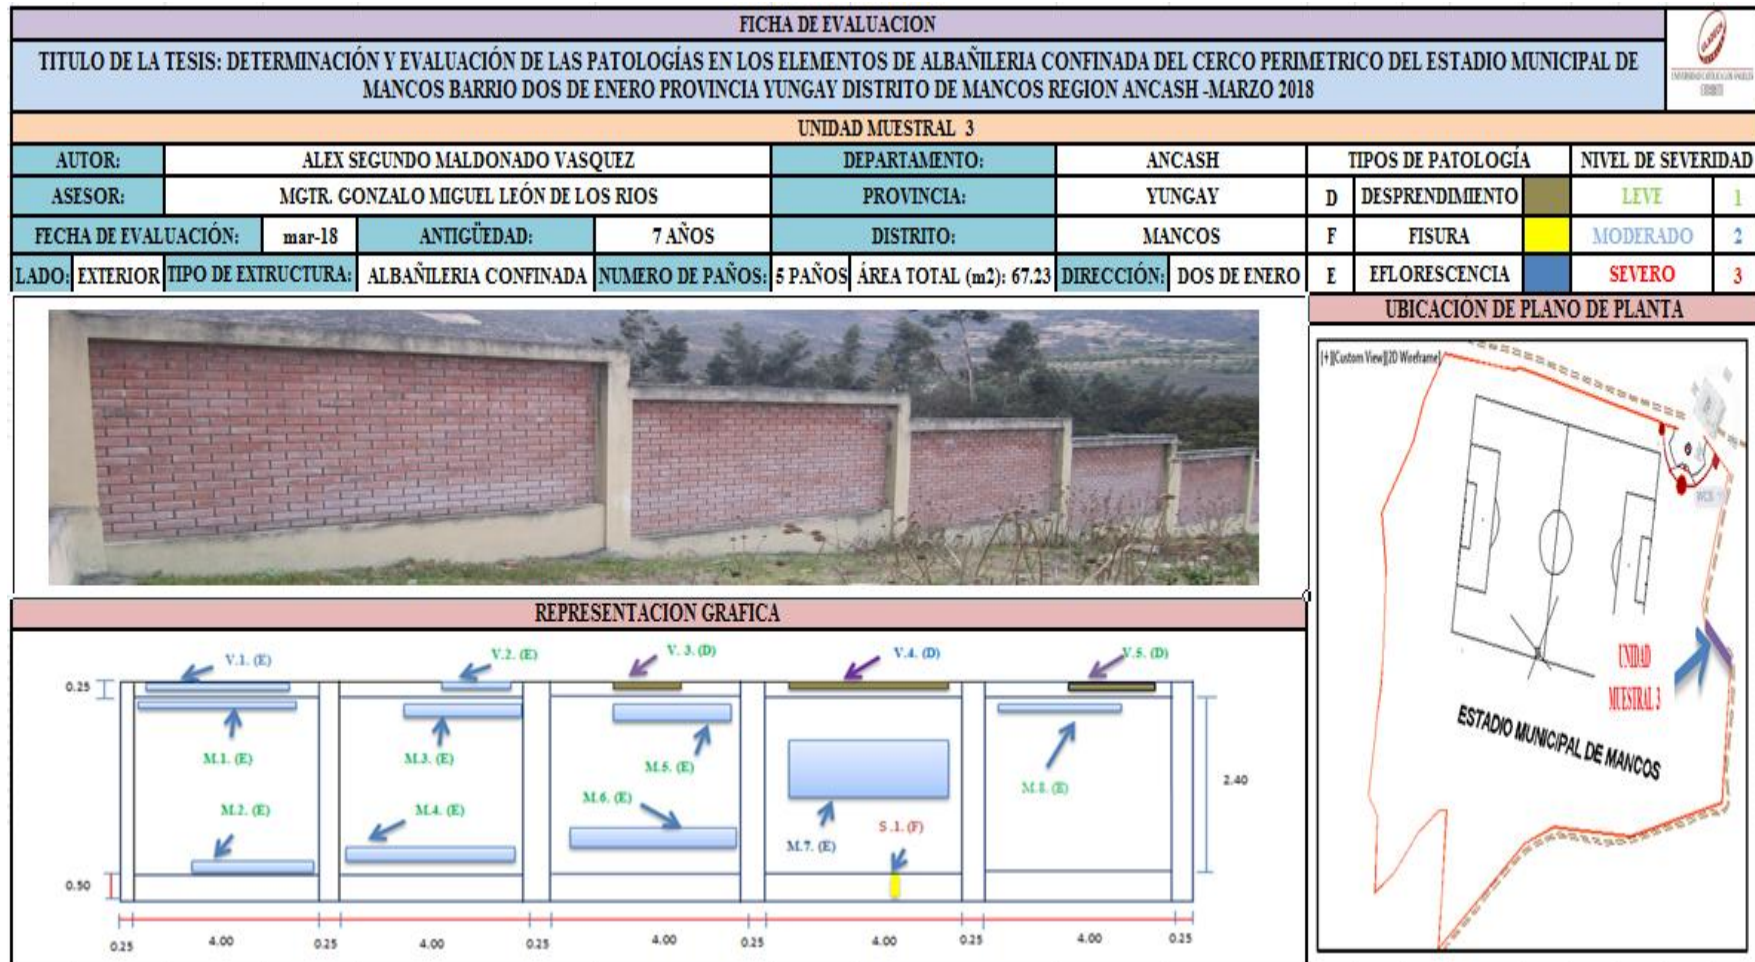 FICHA DE EVALUACION
TITULO DE LA TESIS: DETERMINACIÓN Y EVALUACIÓN DE LAS PATOLOGÍAS EN LOS ELEMENTOS DE ALBAÑILERIA CONFINADA DEL CERCO PERIMETRICO DEL ESTADIO MUNICIPAL DE
MANCOS BARRIO DOS DE ENERO PROVINCIA YUNGAY DISTRITO DE MANCOS REGION ANCASH -MARZO 2018
UNIDAD MUESTRAL 3
AUTOR: ALEX SEGUNDO MALDONADO VASQUEZ DEPARTAMENTO: ANCASH TIPOS DE PATOLOGÍA NIVEL DE SEVERIDAD
ASESOR: MGTR. GONZALO MIGUEL LEÓN DE LOS RIOS PROVINCIA: YUNGAY D DESPRENDIMIENTO LEVE 1
FECHA DE EVALUACIÓN: mar-18 ANTIGÜEDAD: 7 AÑOS DISTRITO: MANCOS F FISURA MODERADO 2
LADO: EXTERIOR TIPO DE EXTRUCTURA: ALBAÑILERIA CONFINADA NUMERO DE PAÑOS: 5 PAÑOS ÁREA TOTAL (m2): 67.23 DIRECCIÓN: DOS DE ENERO E EFLORESCENCIA SEVERO 3
UBICACIÓN DE PLANO DE PLANTA
[+][Custom View][2D Wireframe]
UNIDAD
MUESTRAL 3
ESTADIO MUNICIPAL DE MANCOS
REPRESENTACION GRAFICA
V.1. (E) V.2. (E) V. 3. (D) V.4. (D) V.5. (D)
0.25
M.1. (E) M.3. (E) M.5. (E) M.8. (E)
2.40
M.2. (E) M.4. (E) M.6. (E) M.7. (E) S .1. (F)
0.50
0.25 4.00 0.25 4.00 0.25 4.00 0.25 4.00 0.25 4.00 0.25